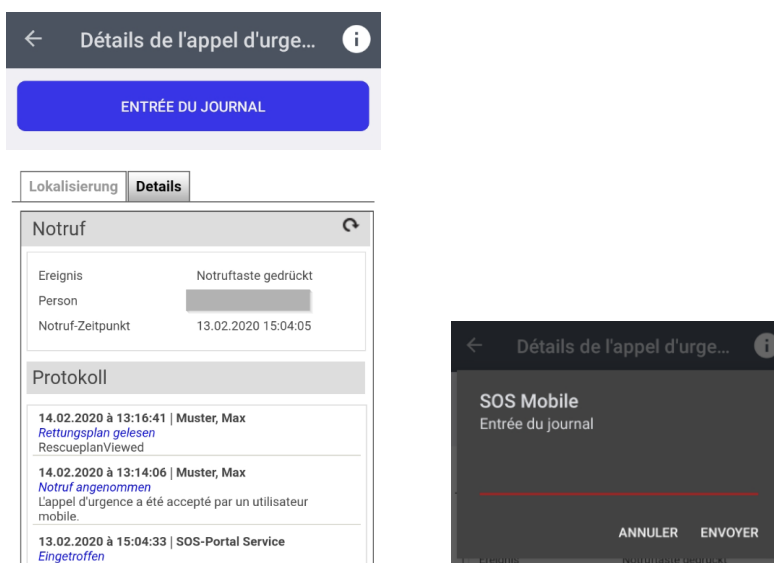 Détails de l'appel d'urge...
ENTRÉE DU JOURNAL
Lokalisierung Details
Notruf
Ereignis Notruftaste gedrückt
Person
Notruf-Zeitpunkt 13.02.2020 15:04:05
Protokoll
14.02.2020 à 13:16:41 | Muster, Max
Rettungsplan gelesen
RescueplanViewed
14.02.2020 à 13:14:06 | Muster, Max
Notruf angenommen
L'appel d'urgence a été accepté par un utilisateur
mobile.
13.02.2020 à 15:04:33 | SOS-Portal Service
Eingetroffen
Détails de l'appel d'urge...
SOS Mobile
Entrée du journal
ANNULER ENVOYER
Ereignis Notruftaste gedrückt